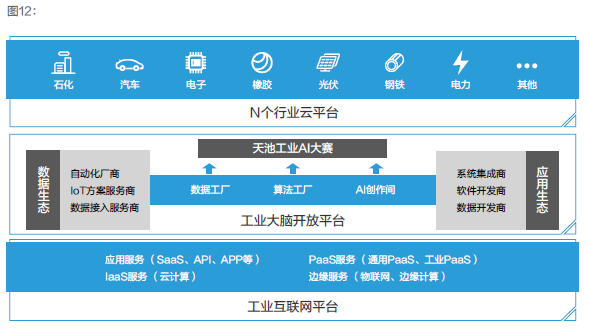 图12：
石化 汽车 电子 橡胶 光伏 钢铁 电力 其他
N个行业云平台
天池工业AI大赛
数据生态
自动化厂商
IoT方案服务商
数据接入服务商
数据工厂 算法工厂 AI创作间
系统集成商
软件开发商
数据开发商
应用生态
工业大脑开放平台
应用服务（SaaS、API、APP等） PaaS服务（通用PaaS、工业PaaS）
IaaS服务（云计算） 边缘服务（物联网、边缘计算）
工业互联网平台